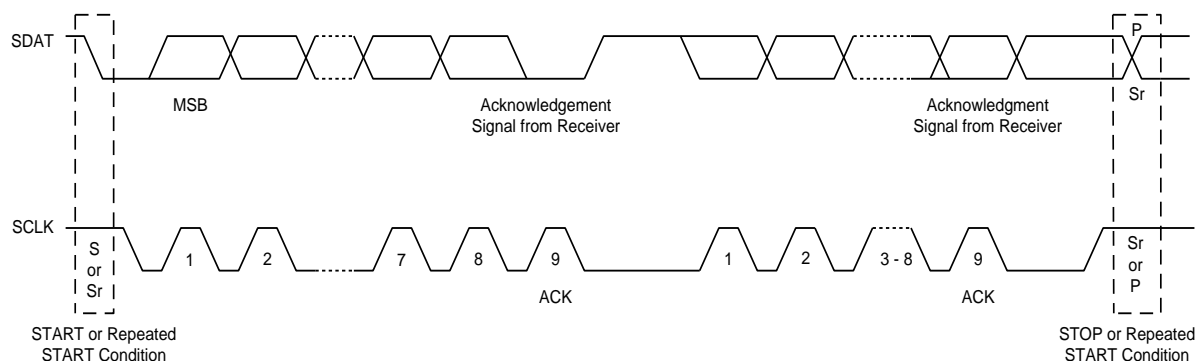 SDAT
P
MSB
Acknowledgement
Signal from Receiver
Acknowledgment
Signal from Receiver
Sr
SCLK
S
or
Sr
1
2
7
8
9
1
2
3 - 8
9
Sr
or
P
ACK
ACK
START or Repeated
START Condition
STOP or Repeated
START Condition